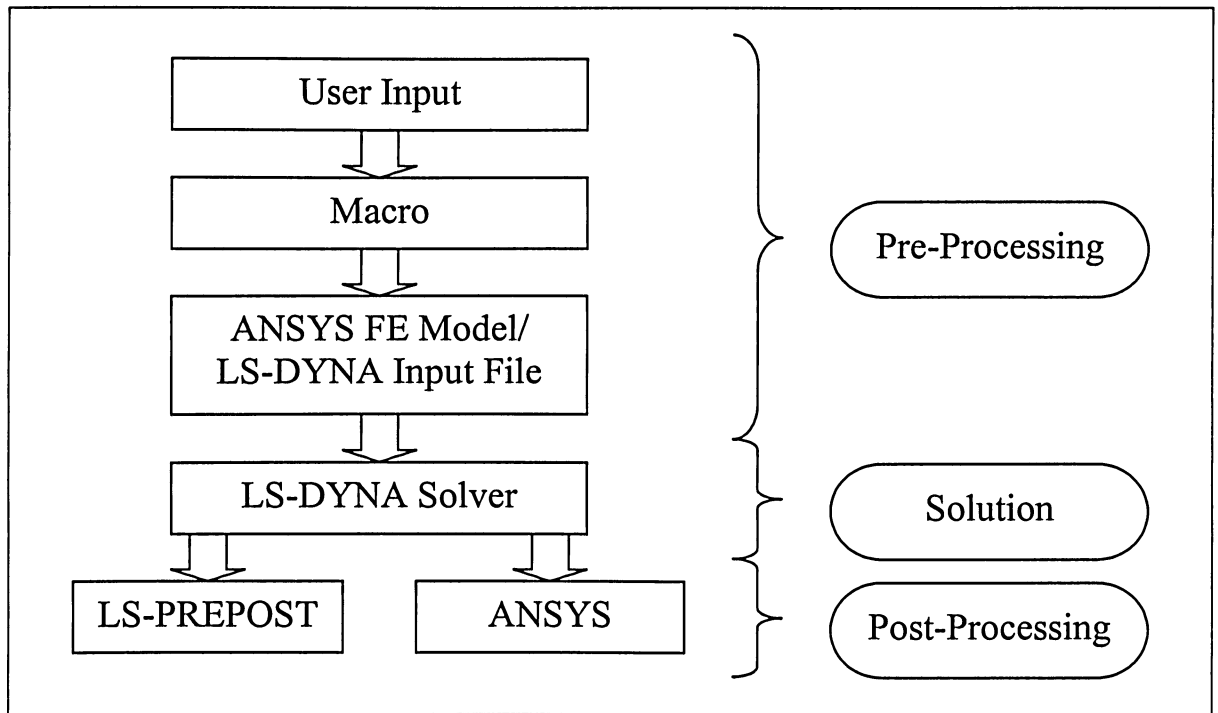 User Input
Macro
Pre-Processing
ANSYS FE Model/
LS-DYNA Input File
LS-DYNA Solver
Solution
LS-PREPOST
ANSYS
Post-Processing